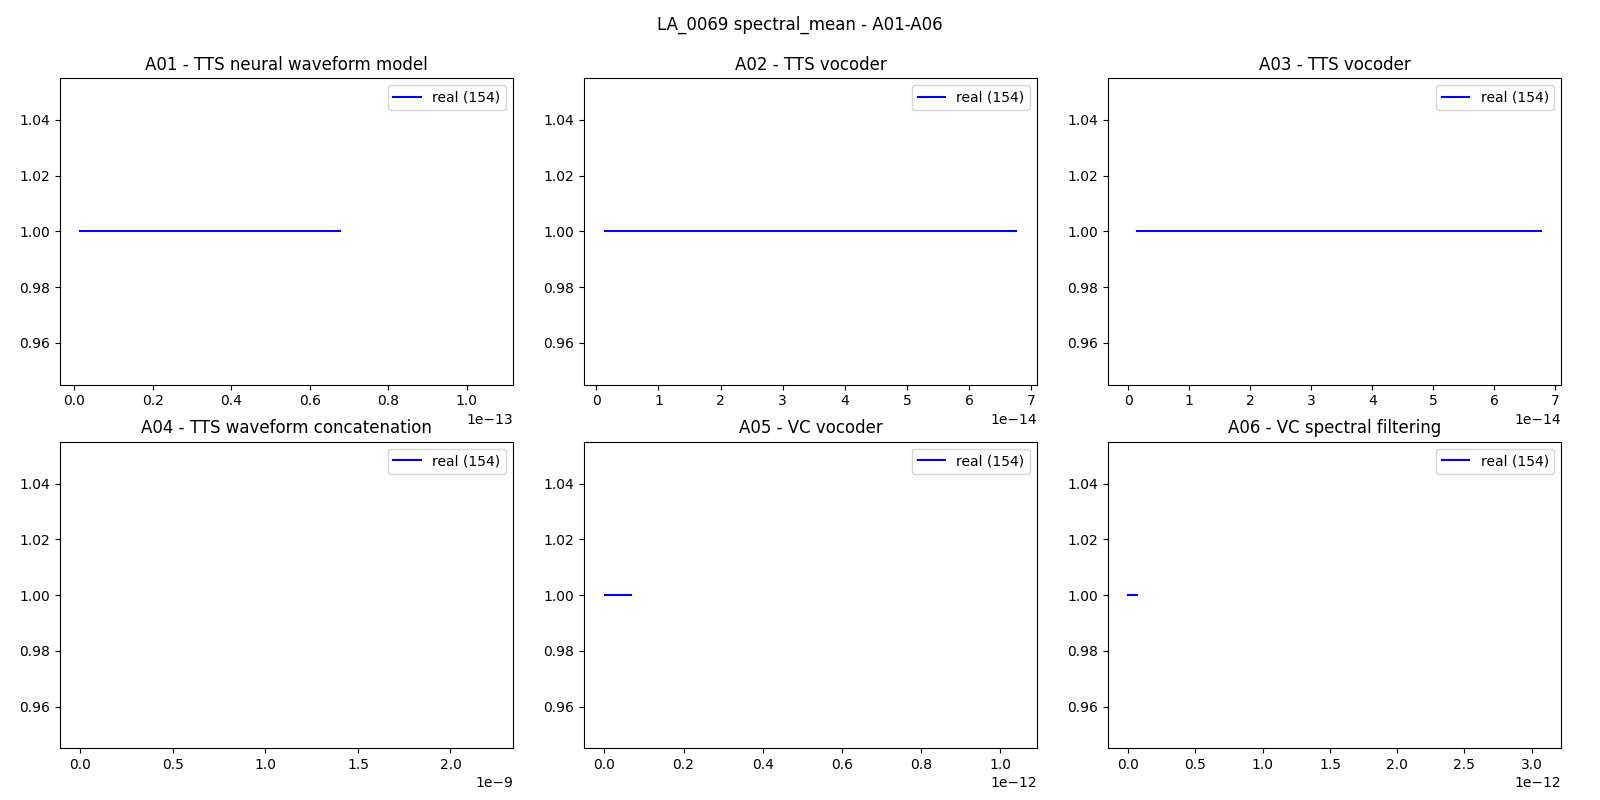 LA_0069 spectral_mean - A01-A06
A01 - TTS neural waveform model
real (154)
1.04
1.02
1.00
0.98
0.96
0.0 0.2 0.4 0.6 0.8 1.0
1e−13
A02 - TTS vocoder
real (154)
1.04
1.02
1.00
0.98
0.96
0 1 2 3 4 5 6 7
1e−14
A03 - TTS vocoder
real (154)
1.04
1.02
1.00
0.98
0.96
0 1 2 3 4 5 6 7
1e−14
A04 - TTS waveform concatenation
real (154)
1.04
1.02
1.00
0.98
0.96
0.0 0.5 1.0 1.5 2.0
1e−9
A05 - VC vocoder
real (154)
1.04
1.02
1.00
0.98
0.96
0.0 0.2 0.4 0.6 0.8 1.0
1e−12
A06 - VC spectral filtering
real (154)
1.04
1.02
1.00
0.98
0.96
0.0 0.5 1.0 1.5 2.0 2.5 3.0
1e−12